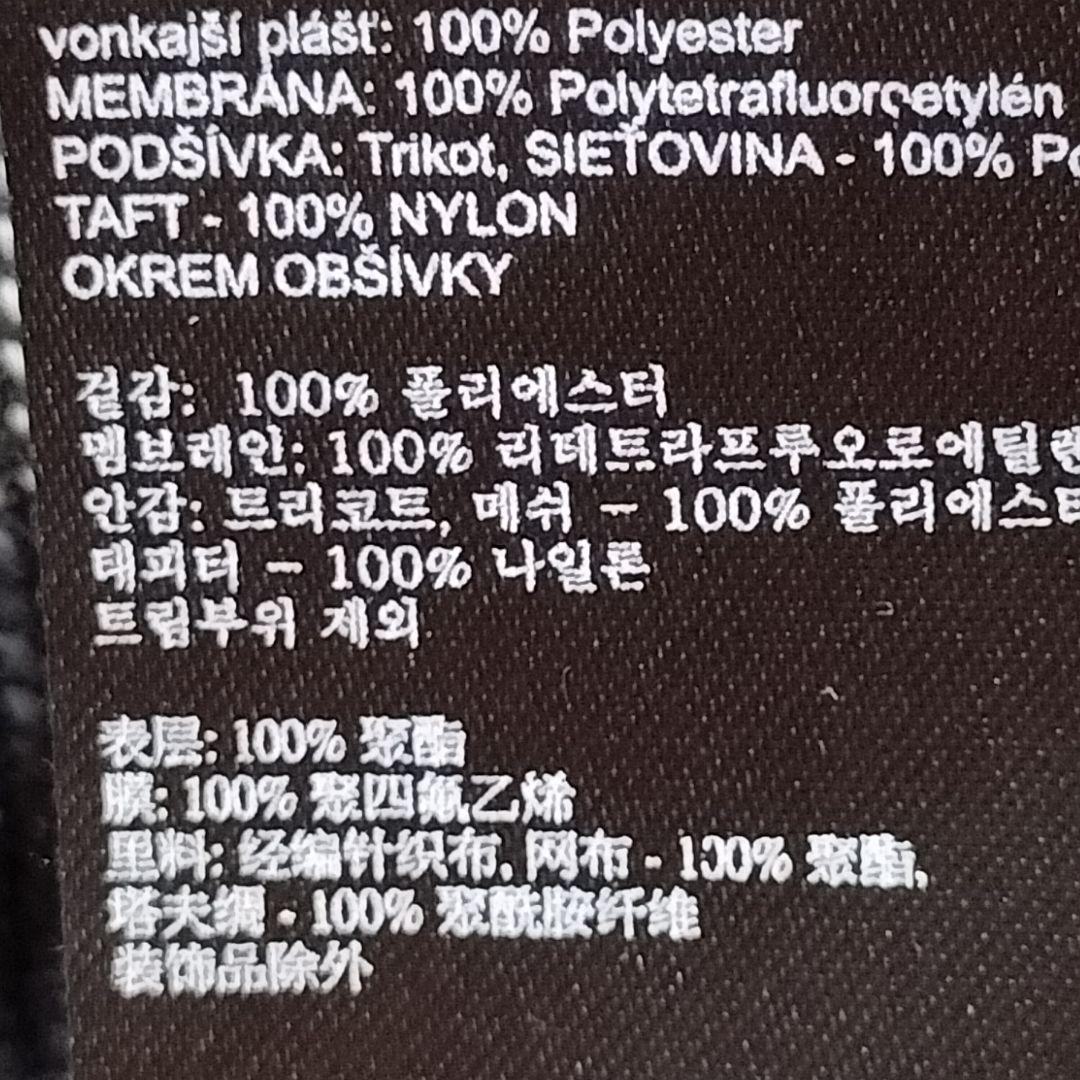 vonkajší plášť: 100% Polyester
MEMBRÁNA: 100% Polytetrafluorcetylén
PODŠÍVKA: Trikot, SIEŤOVINA - 100% Po
TAFT - 100% NYLON
OKREM OBŠÍVKY
겉감: 100% 폴리에스터
멤브레인: 100% 리데트라프루오로에틸렌
안감: 트리코트, 메쉬 - 100% 폴리에스터
태피터 - 100% 나일론
트림부위 제외
表层: 100% 聚酯
膜: 100% 聚四氟乙烯
里料: 经编针织布, 网布 - 100% 聚酯,
塔夫绸 - 100% 聚酰胺纤维
装饰品除外